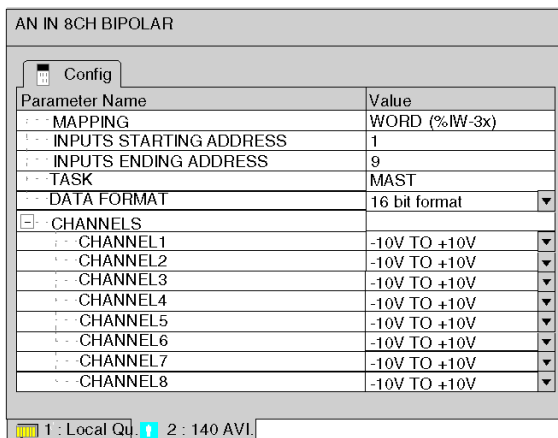 AN IN 8CH BIPOLAR
Config
Parameter Name Value
MAPPING WORD (%IW-3x)
INPUTS STARTING ADDRESS 1
INPUTS ENDING ADDRESS 9
TASK MAST
DATA FORMAT 16 bit format
CHANNELS
CHANNEL1 -10V TO +10V
CHANNEL2 -10V TO +10V
CHANNEL3 -10V TO +10V
CHANNEL4 -10V TO +10V
CHANNEL5 -10V TO +10V
CHANNEL6 -10V TO +10V
CHANNEL7 -10V TO +10V
CHANNEL8 -10V TO +10V
1 : Local Qu. 2 : 140 AVI.